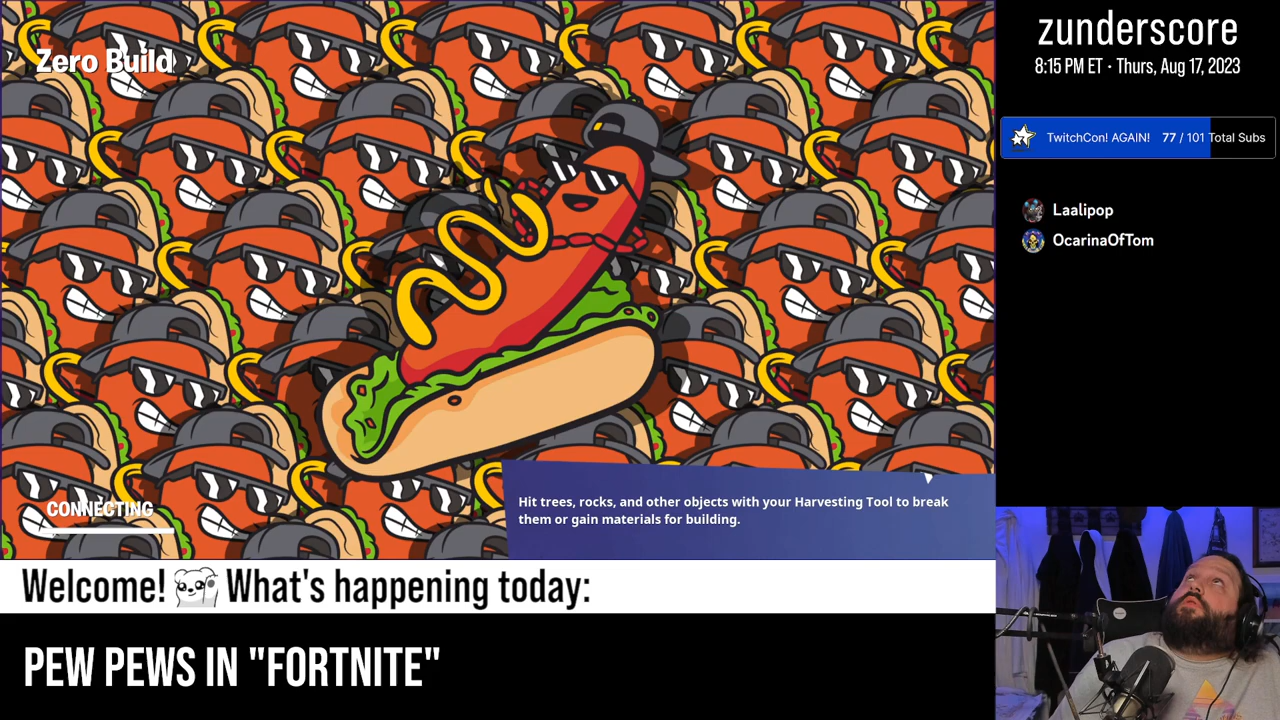 Zero Build
CONNECTING
Hit trees, rocks, and other objects with your Harvesting Tool to break
them or gain materials for building.
Welcome! What's happening today:
PEW PEWS IN "FORTNITE"
zunderscore
8:15 PM ET · Thurs, Aug 17, 2023
TwitchCon! AGAIN! 77 / 101 Total Subs
Laalipop
OcarinaOfTom